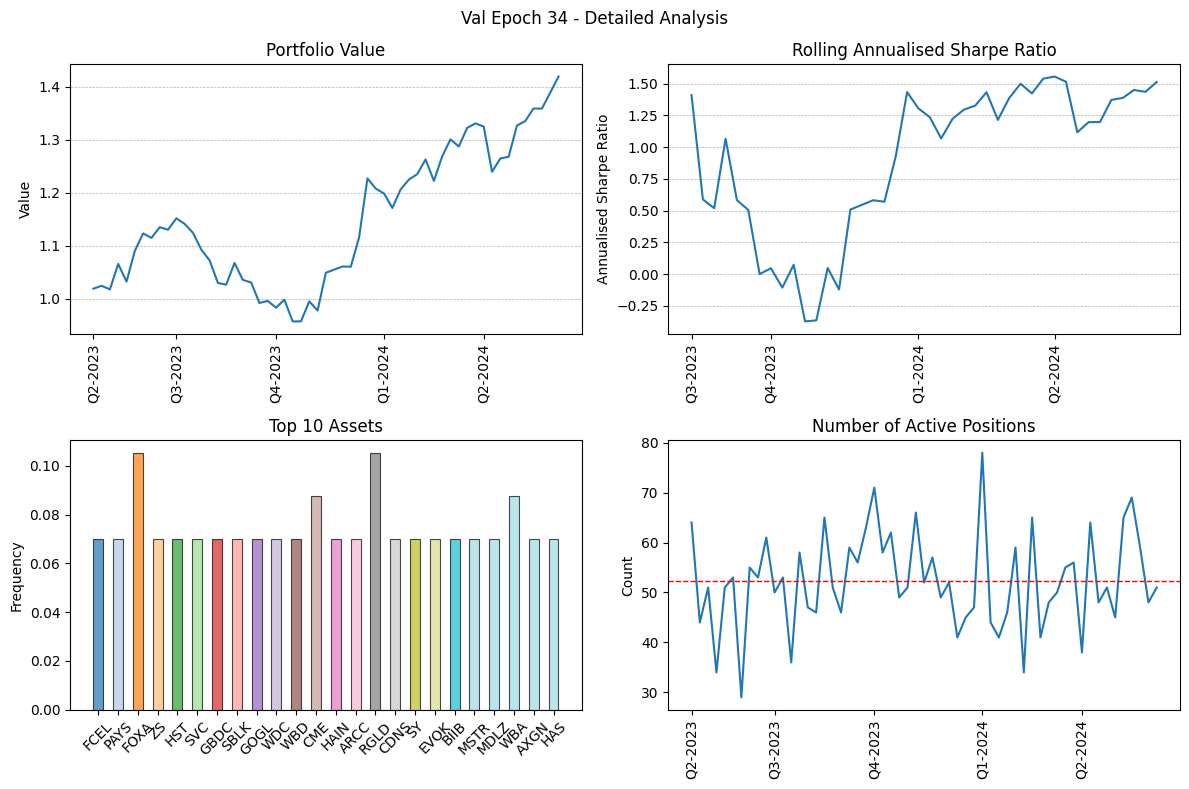 Val Epoch 34 - Detailed Analysis
Portfolio Value
Value
1.4
1.3
1.2
1.1
1.0
Q2-2023
Q3-2023
Q4-2023
Q1-2024
Q2-2024
Rolling Annualised Sharpe Ratio
Annualised Sharpe Ratio
1.50
1.25
1.00
0.75
0.50
0.25
0.00
−0.25
Q3-2023
Q4-2023
Q1-2024
Q2-2024
Top 10 Assets
Frequency
0.10
0.08
0.06
0.04
0.02
0.00
FCEL
PAYS
FOXA
ZS
HST
SVC
GBDC
SBLK
GOGL
WDC
WBD
CME
HAIN
ARCC
RGLD
CDNS
SY
EVOK
BIIB
MSTR
MDLZ
WBA
AXGN
HAS
Number of Active Positions
Count
80
70
60
50
40
30
Q2-2023
Q3-2023
Q4-2023
Q1-2024
Q2-2024